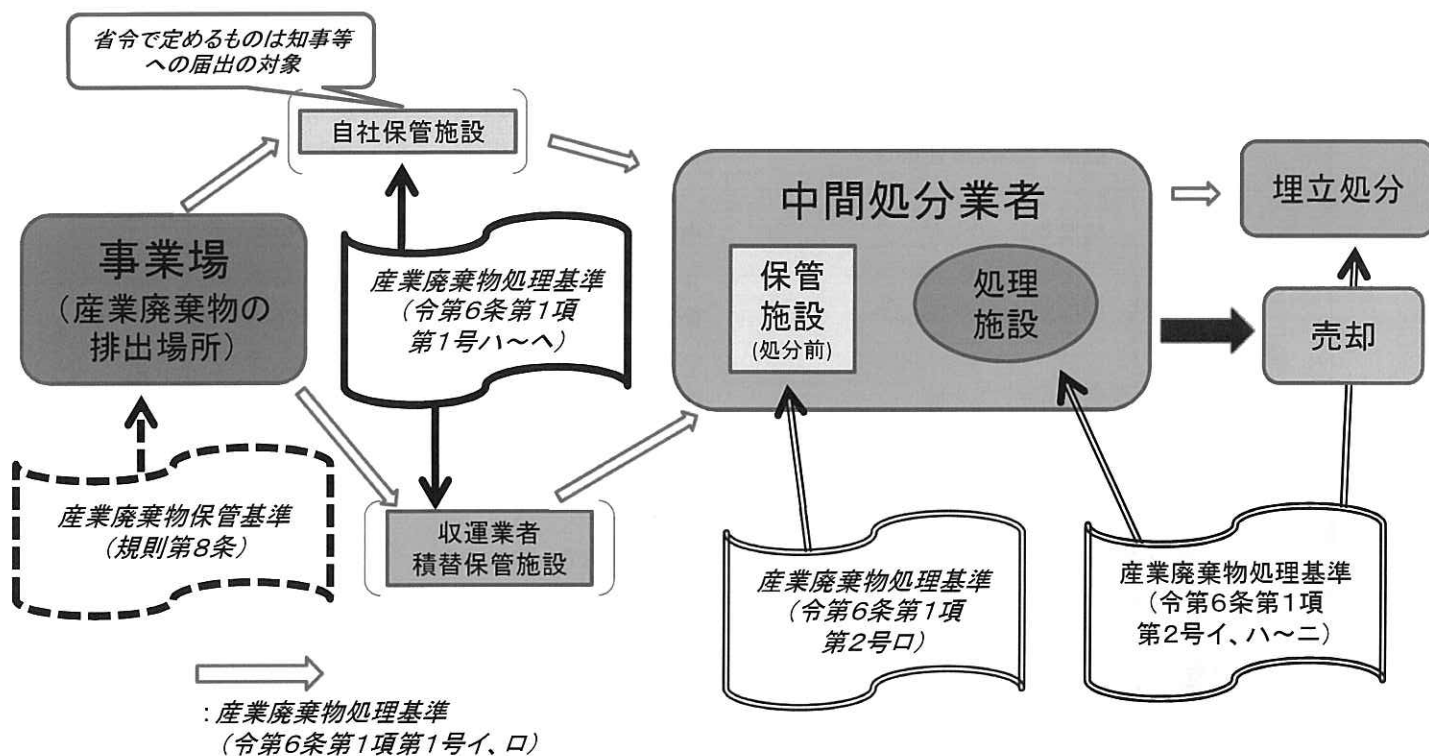 省令で定めるものは知事等
への届出の対象
自社保管施設
事業場
(産業廃棄物の
排出場所)
産業廃棄物処理基準
(令第6条第1項
第1号ハ～ヘ)
産業廃棄物保管基準
(規則第8条)
収運業者
積替保管施設
中間処分業者
保管
施設
(処分前)
処理
施設
埋立処分
売却
産業廃棄物処理基準
(令第6条第1項
第2号ロ)
産業廃棄物処理基準
(令第6条第1項
第2号イ、ハ～ニ)
：産業廃棄物処理基準
(令第6条第1項第1号イ、ロ)